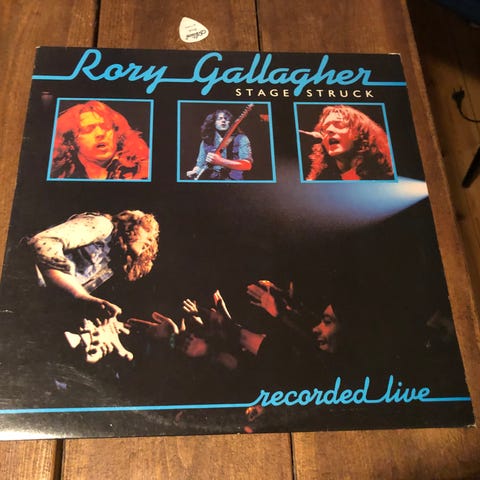 Rory Gallagher
STAGE STRUCK
recorded live